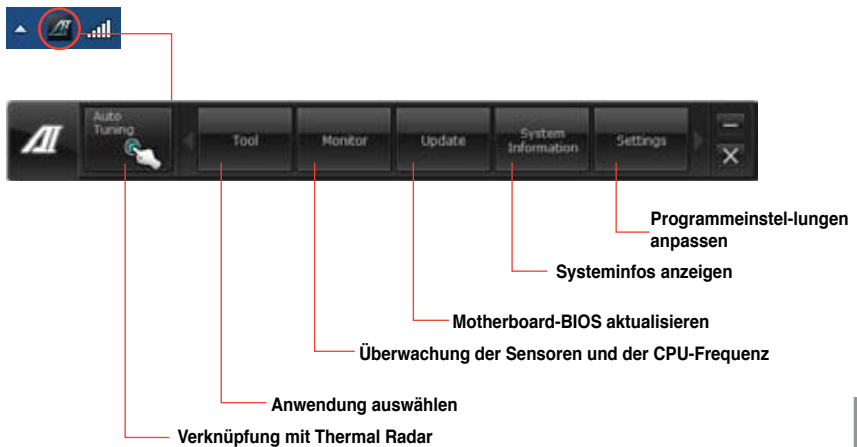 Auto
Tuning
Tool
Monitor
Update
System
Information
Settings
Programmeinstel-lungen
anpassen
Systeminfos anzeigen
Motherboard-BIOS aktualisieren
Überwachung der Sensoren und der CPU-Frequenz
Anwendung auswählen
Verknüpfung mit Thermal Radar